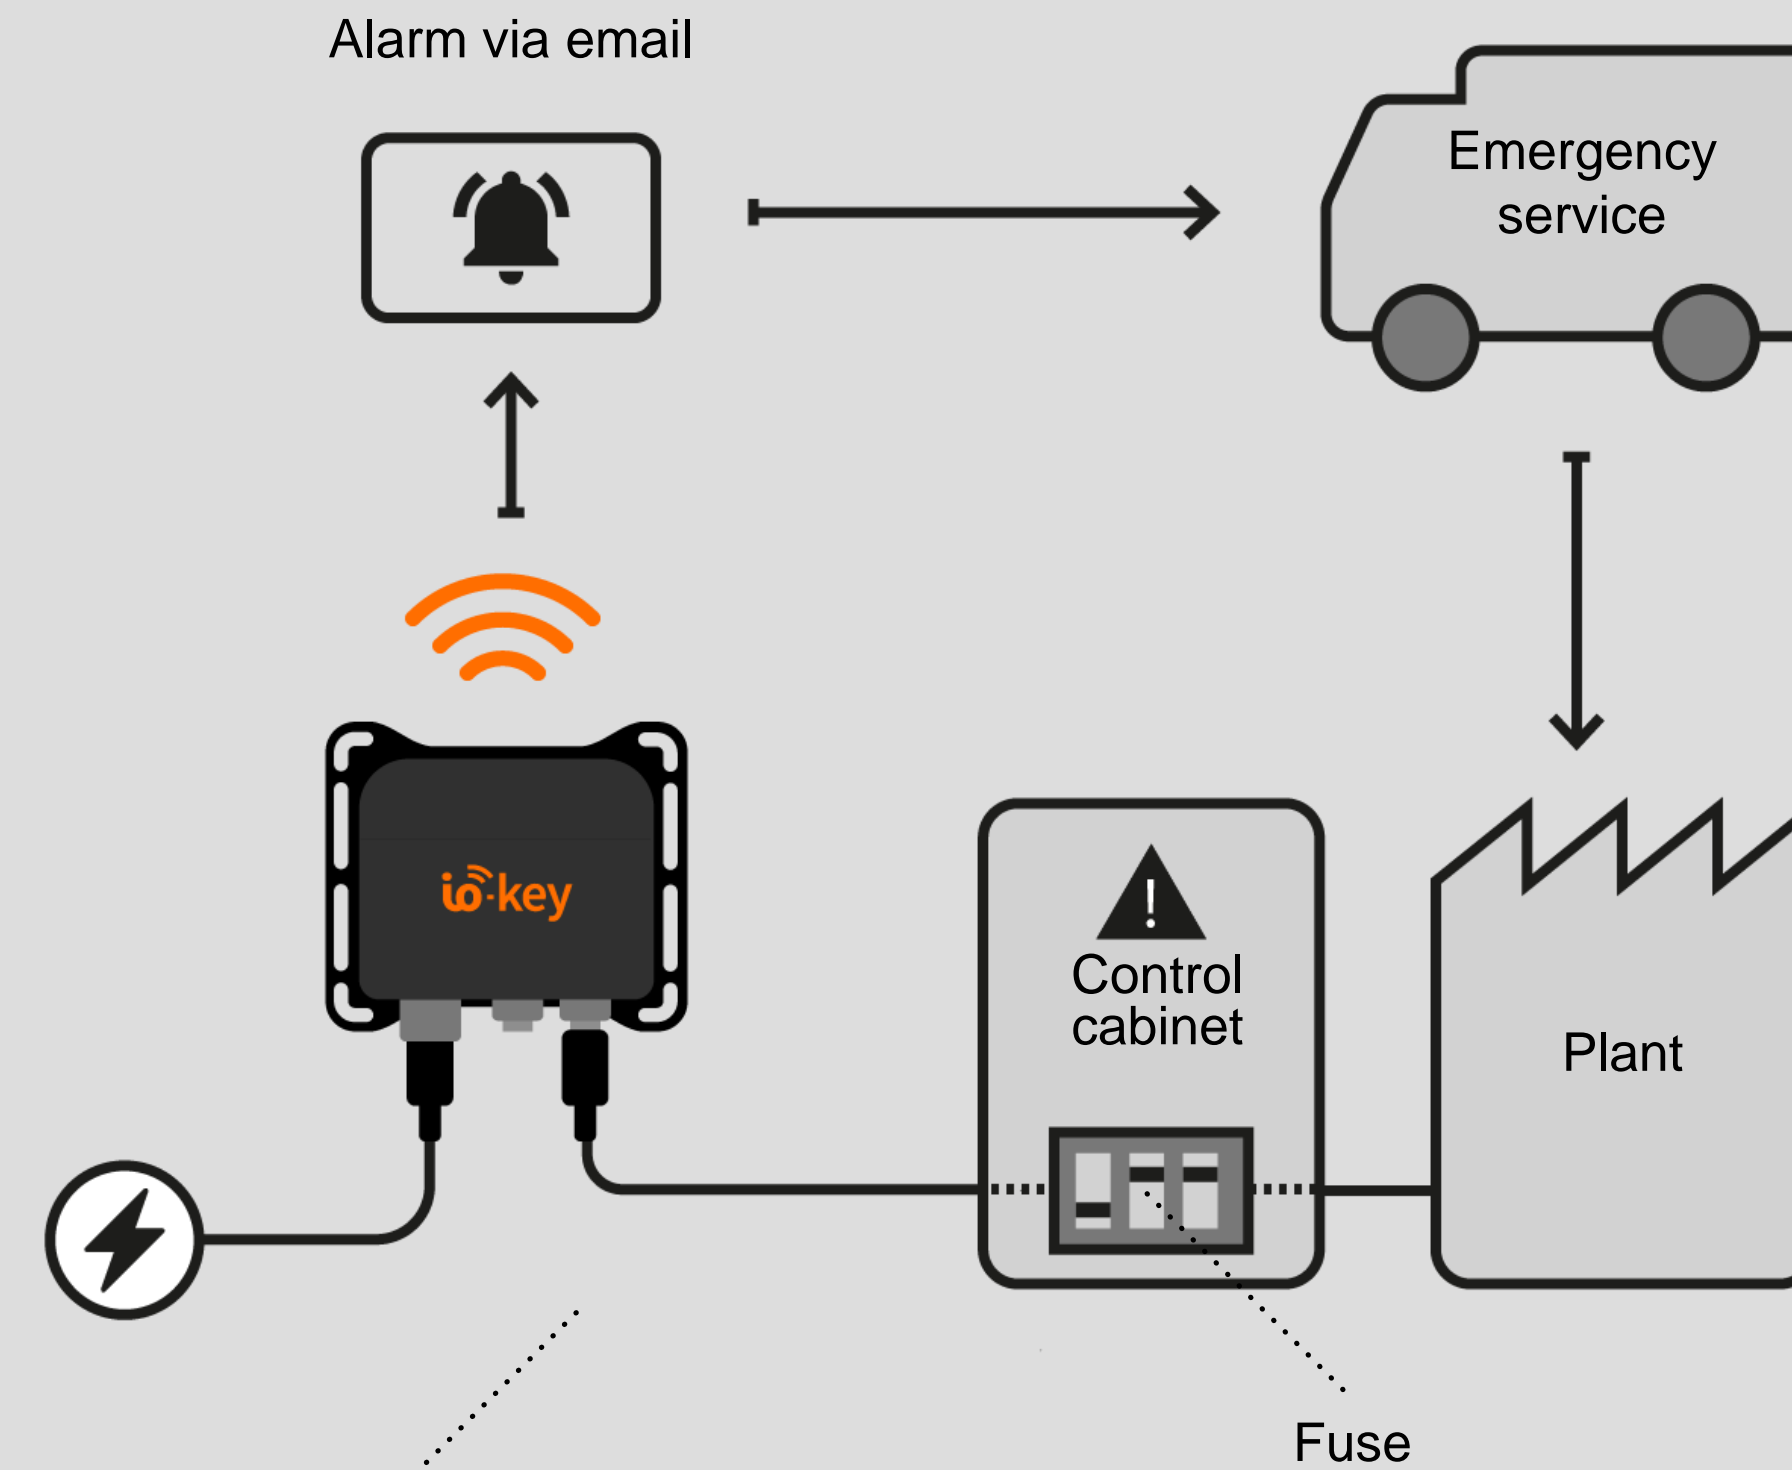 Alarm via email
Emergency
service
io-key
Control
cabinet
Plant
Fuse